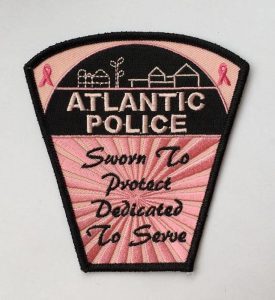 ATLANTIC
POLICE
Sworn To
Protect
Dedicated
To Serve